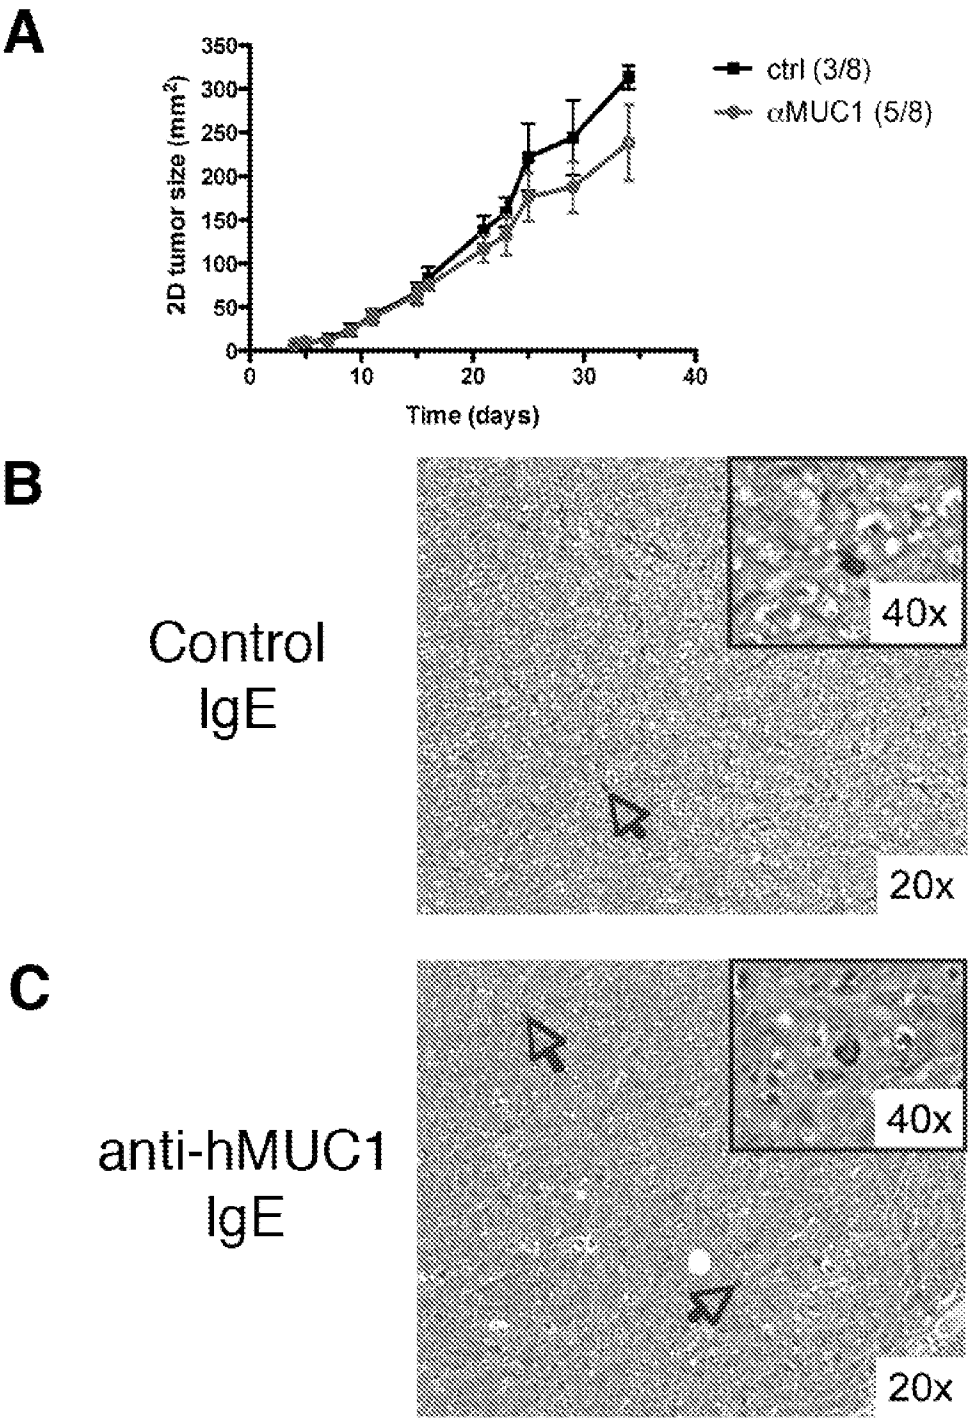 A
350
300
250
200
150
100
50
0
2D tumor size (mm²)
0 10 20 30 40
Time (days)
ctrl (3/8)
αMUC1 (5/8)
B
Control
IgE
40x
20x
C
anti-hMUC1
IgE
40x
20x